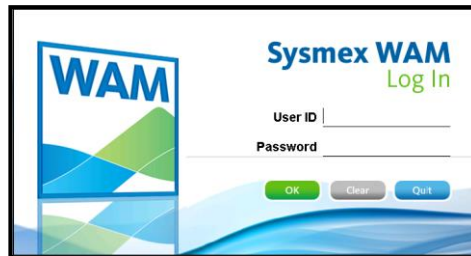 WAM
Sysmex WAM
Log In
User ID
Password
OK Clear Quit